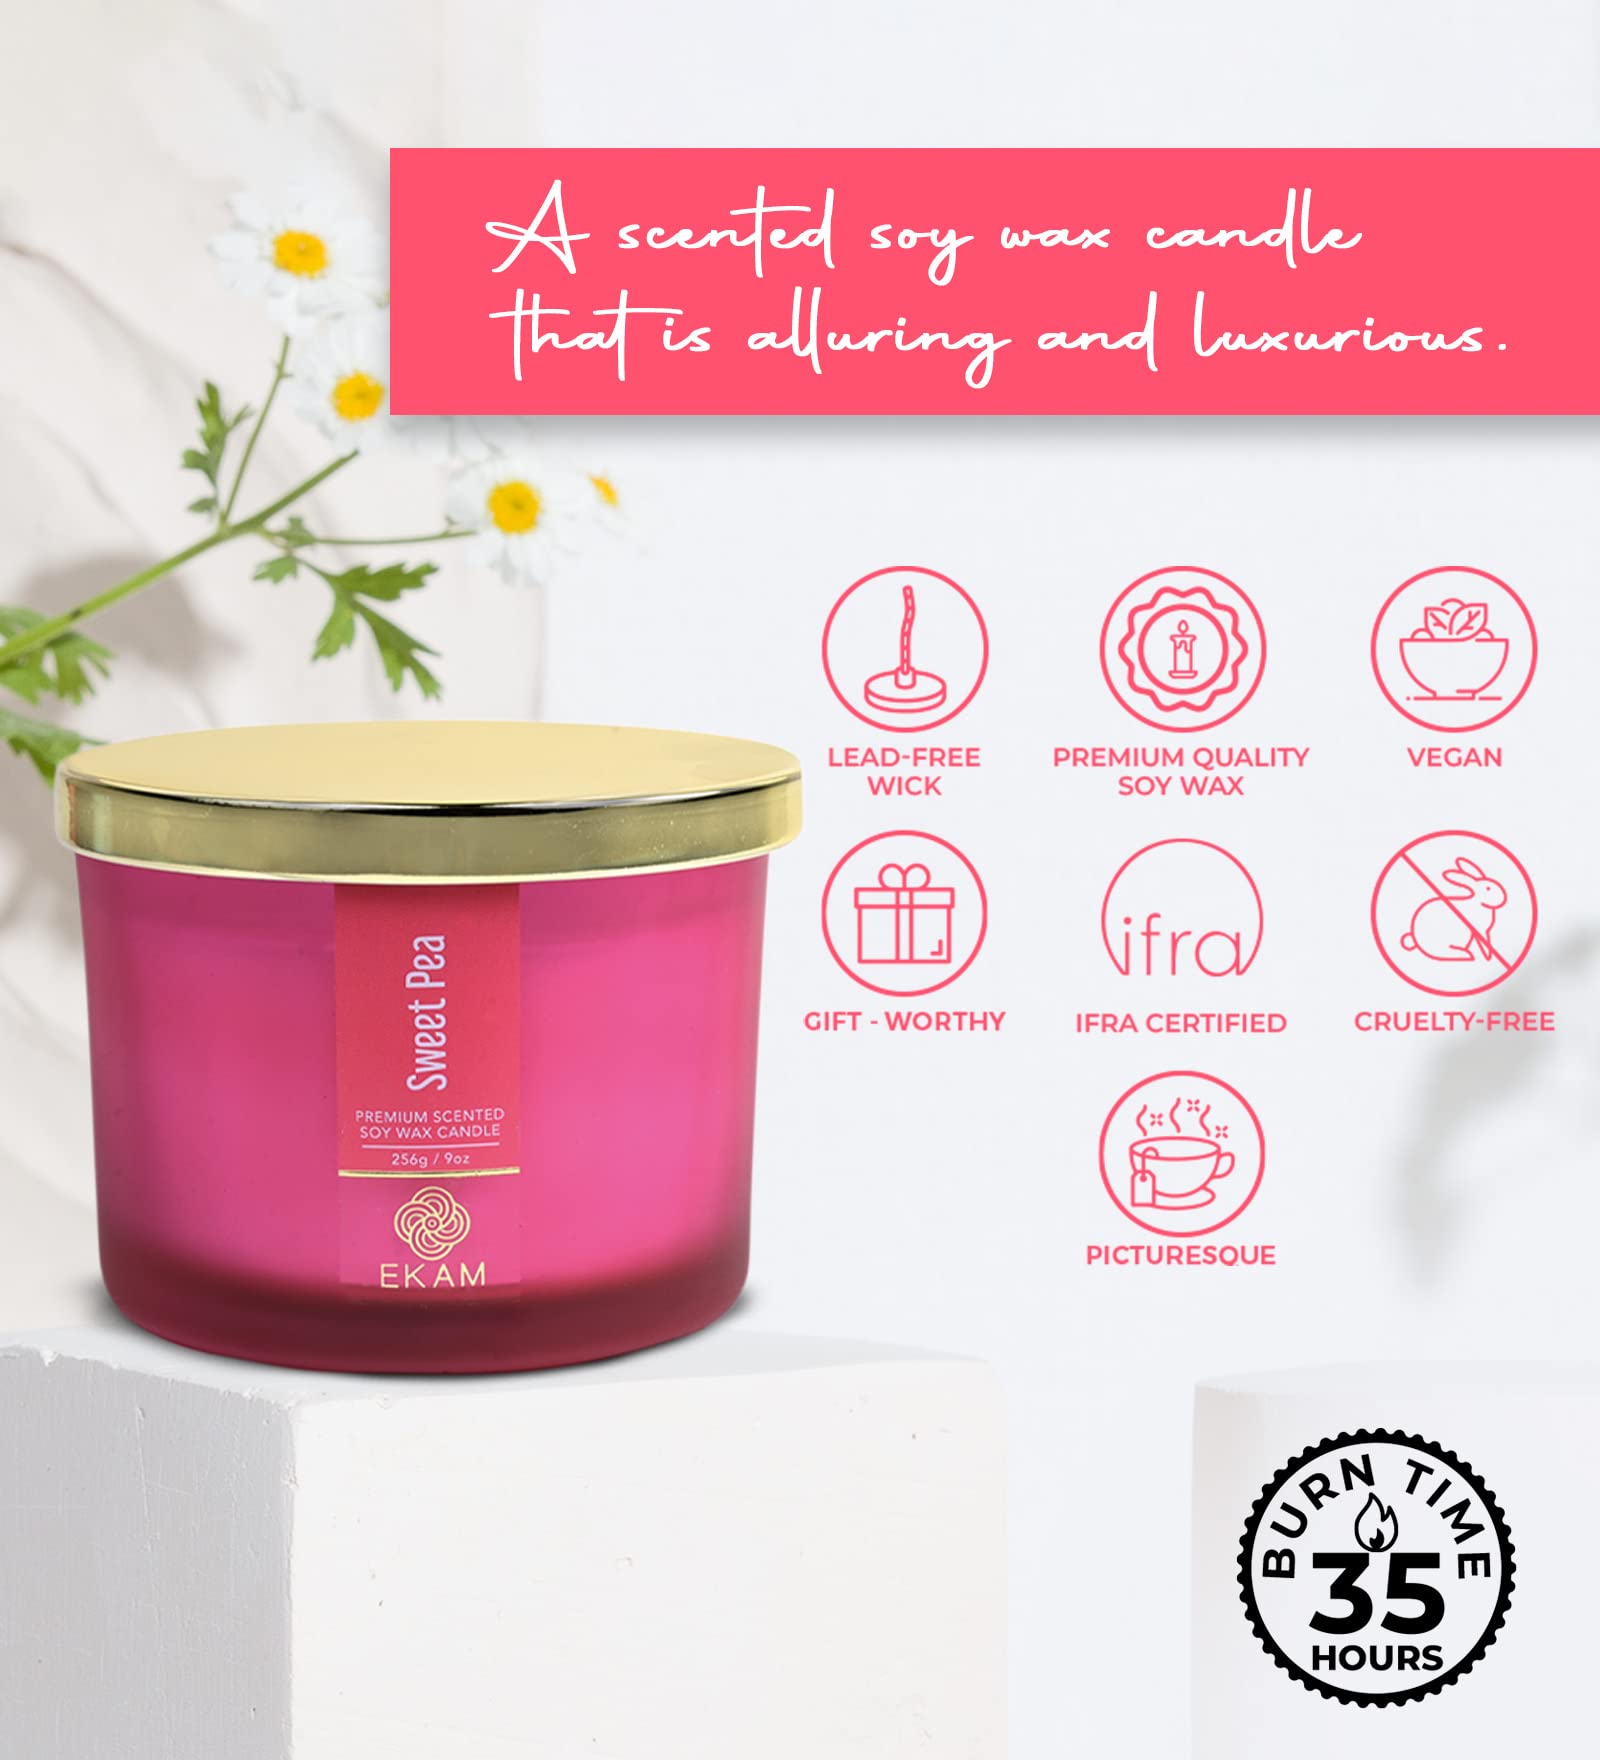 A scented soy wax candle
that is alluring and luxurious.
LEAD-FREE
WICK
PREMIUM QUALITY
SOY WAX
VEGAN
GIFT - WORTHY
ifra
IFRA CERTIFIED
CRUELTY-FREE
PICTURESQUE
Sweet Pea
PREMIUM SCENTED
SOY WAX CANDLE
256g / 9oz
EKAM
BURN TIME
35
HOURS